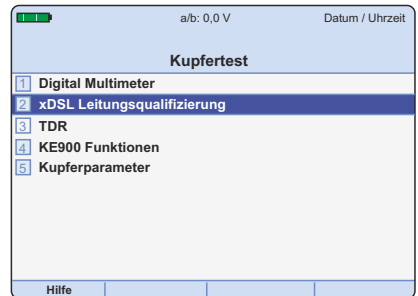 a/b: 0,0 V Datum / Uhrzeit
Kupfertest
1 Digital Multimeter
2 xDSL Leitungsqualifizierung
3 TDR
4 KE900 Funktionen
5 Kupferparameter
Hilfe